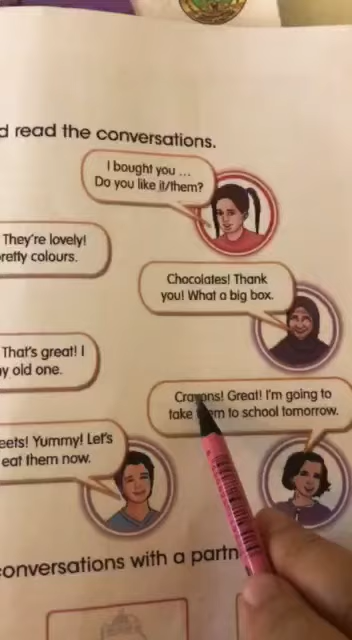 d read the conversations.
I bought you ...
Do you like it/them?
They're lovely!
retty colours.
Chocolates! Thank
you! What a big box.
That's great! I
y old one.
Crayons! Great! I'm going to
take them to school tomorrow.
eets! Yummy! Let's
eat them now.
conversations with a partn